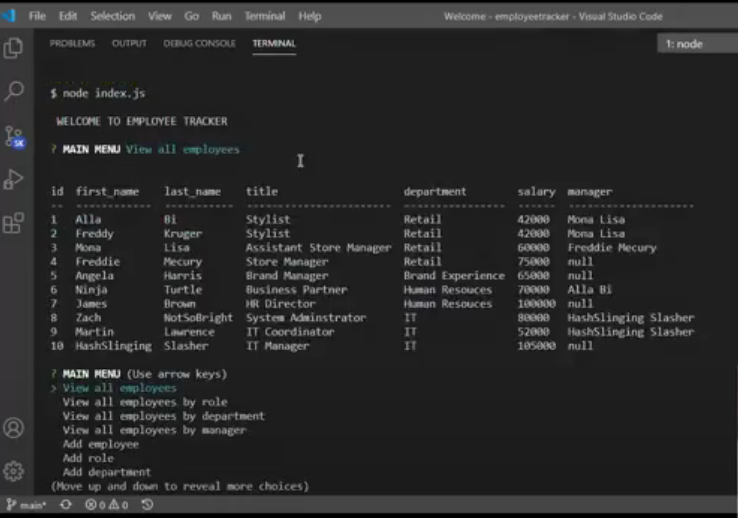 File Edit Selection View Go Run Terminal Help Welcome - employeetracker - Visual Studio Code
PROBLEMS OUTPUT DEBUG CONSOLE TERMINAL 1: node
$ node index.js
WELCOME TO EMPLOYEE TRACKER
? MAIN MENU View all employees
id first_name last_name title department salary manager
-- ---------- --------- ----------------------- ---------------- ------ --------------------
1 Alla Bi Stylist Retail 42000 Mona Lisa
2 Freddy Kruger Stylist Retail 42000 Mona Lisa
3 Mona Lisa Assistant Store Manager Retail 60000 Freddie Mecury
4 Freddie Mecury Store Manager Retail 75000 null
5 Angela Harris Brand Manager Brand Experience 65000 null
6 Ninja Turtle Business Partner Human Resouces 70000 Alla Bi
7 James Brown HR Director Human Resouces 100000 null
8 Zach NotSoBright System Adminstrator IT 80000 HashSlinging Slasher
9 Martin Lawrence IT Coordinator IT 52000 HashSlinging Slasher
10 HashSlinging Slasher IT Manager IT 105000 null
? MAIN MENU (Use arrow keys)
> View all employees
View all employees by role
View all employees by department
View all employees by manager
Add employee
Add role
Add department
(Move up and down to reveal more choices)
main* 0 0